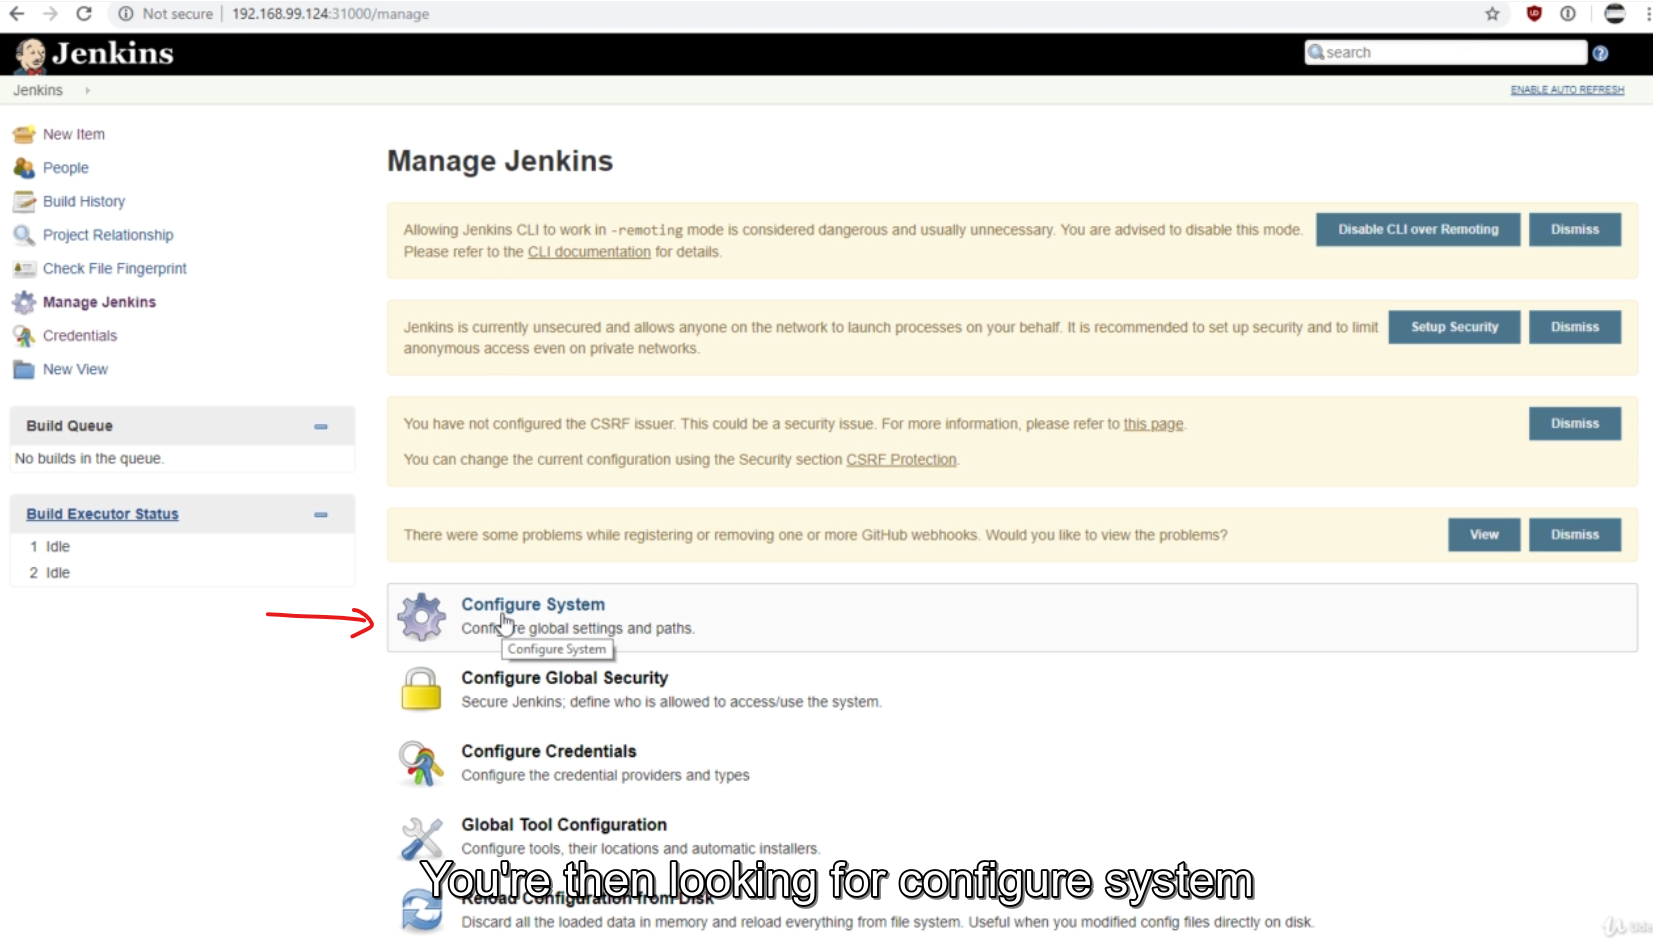 Not secure | 192.168.99.124:31000/manage
Jenkins
search
Jenkins
ENABLE AUTO REFRESH
New Item
People
Build History
Project Relationship
Check File Fingerprint
Manage Jenkins
Credentials
New View
Build Queue
No builds in the queue.
Build Executor Status
1 Idle
2 Idle
Manage Jenkins
Allowing Jenkins CLI to work in -remoting mode is considered dangerous and usually unnecessary. You are advised to disable this mode.
Please refer to the CLI documentation for details.
Disable CLI over Remoting
Dismiss
Jenkins is currently unsecured and allows anyone on the network to launch processes on your behalf. It is recommended to set up security and to limit
anonymous access even on private networks.
Setup Security
Dismiss
You have not configured the CSRF issuer. This could be a security issue. For more information, please refer to this page.
You can change the current configuration using the Security section CSRF Protection.
Dismiss
There were some problems while registering or removing one or more GitHub webhooks. Would you like to view the problems?
View
Dismiss
Configure System
Configure global settings and paths.
Configure System
Configure Global Security
Secure Jenkins; define who is allowed to access/use the system.
Configure Credentials
Configure the credential providers and types
Global Tool Configuration
Configure tools, their locations and automatic installers.
You're then looking for configure system
Reload Configuration from Disk
Discard all the loaded data in memory and reload everything from file system. Useful when you modified config files directly on disk.